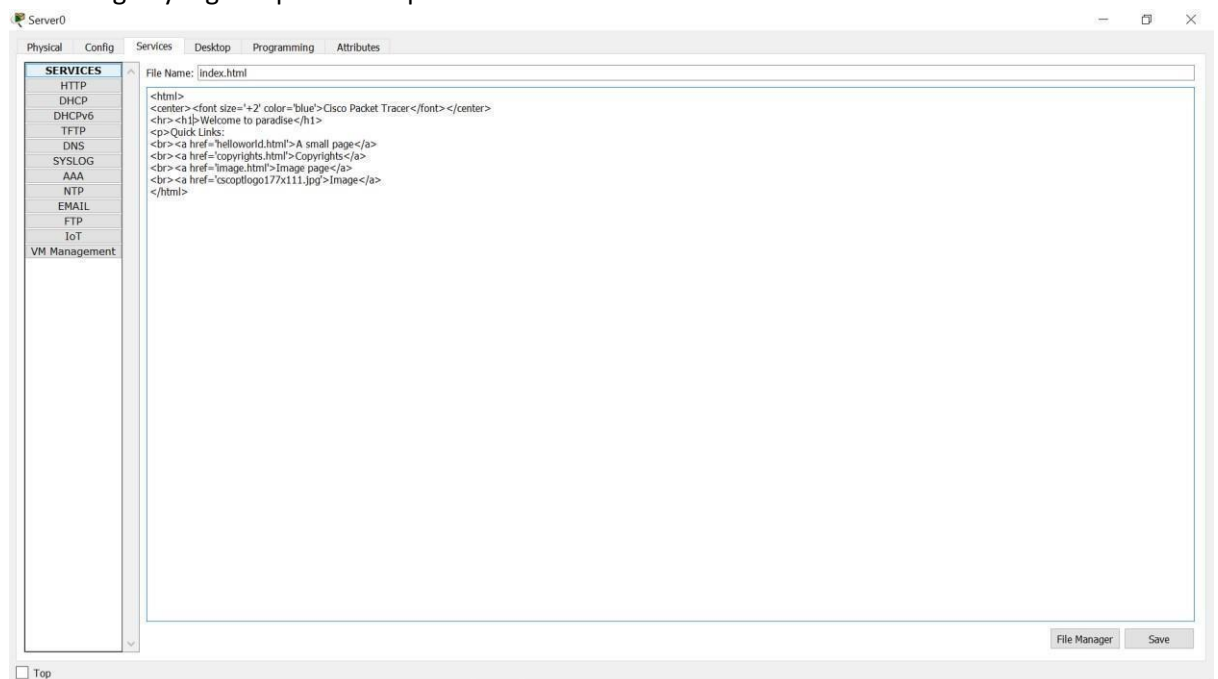 Server0
Physical Config Services Desktop Programming Attributes
SERVICES
HTTP
DHCP
DHCPv6
TFTP
DNS
SYSLOG
AAA
NTP
EMAIL
FTP
IoT
VM Management
File Name: index.html
<html>
<center><font size='+2' color='blue'>Cisco Packet Tracer</font></center>
<hr><h1>Welcome to paradise</h1>
<p>Quick Links:
<br><a href='helloworld.html'>A small page</a>
<br><a href='copyrights.html'>Copyrights</a>
<br><a href='image.html'>Image page</a>
<br><a href='cscoptlogo177x111.jpg'>Image</a>
</html>
File Manager Save
Top